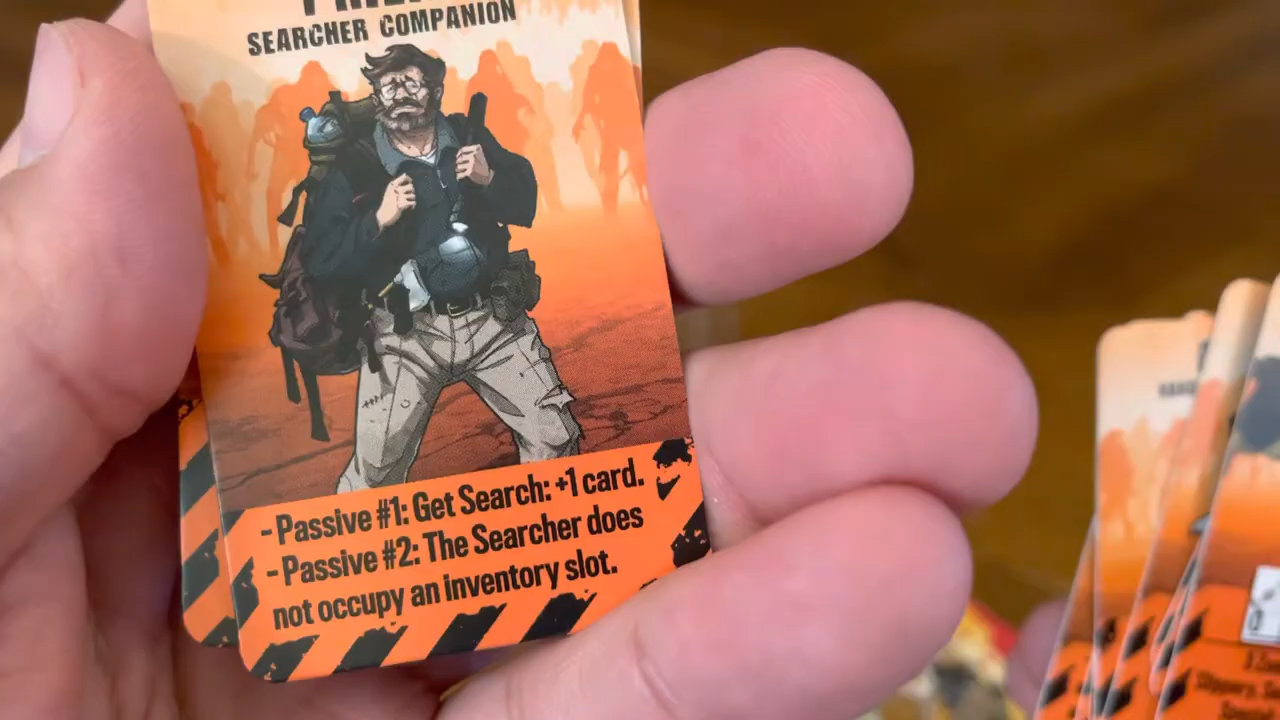 SEARCHER COMPANION
- Passive #1: Get Search: +1 card.
- Passive #2: The Searcher does
not occupy an inventory slot.